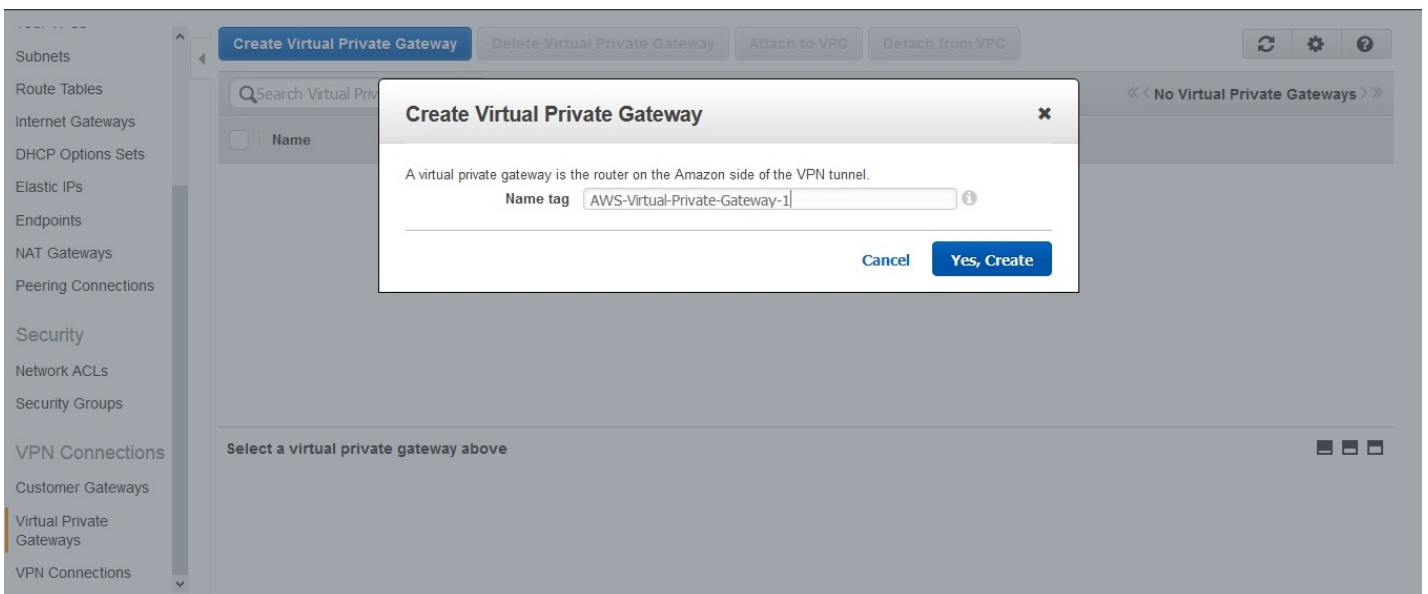 Subnets
Route Tables
Internet Gateways
DHCP Options Sets
Elastic IPs
Endpoints
NAT Gateways
Peering Connections
Security
Network ACLs
Security Groups
VPN Connections
Customer Gateways
Virtual Private
Gateways
VPN Connections
Create Virtual Private Gateway Delete Virtual Private Gateway Attach to VPC Detach from VPC
Search Virtual Priv
No Virtual Private Gateways
Name
Create Virtual Private Gateway
A virtual private gateway is the router on the Amazon side of the VPN tunnel.
Name tag AWS-Virtual-Private-Gateway-1
Cancel Yes, Create
Select a virtual private gateway above